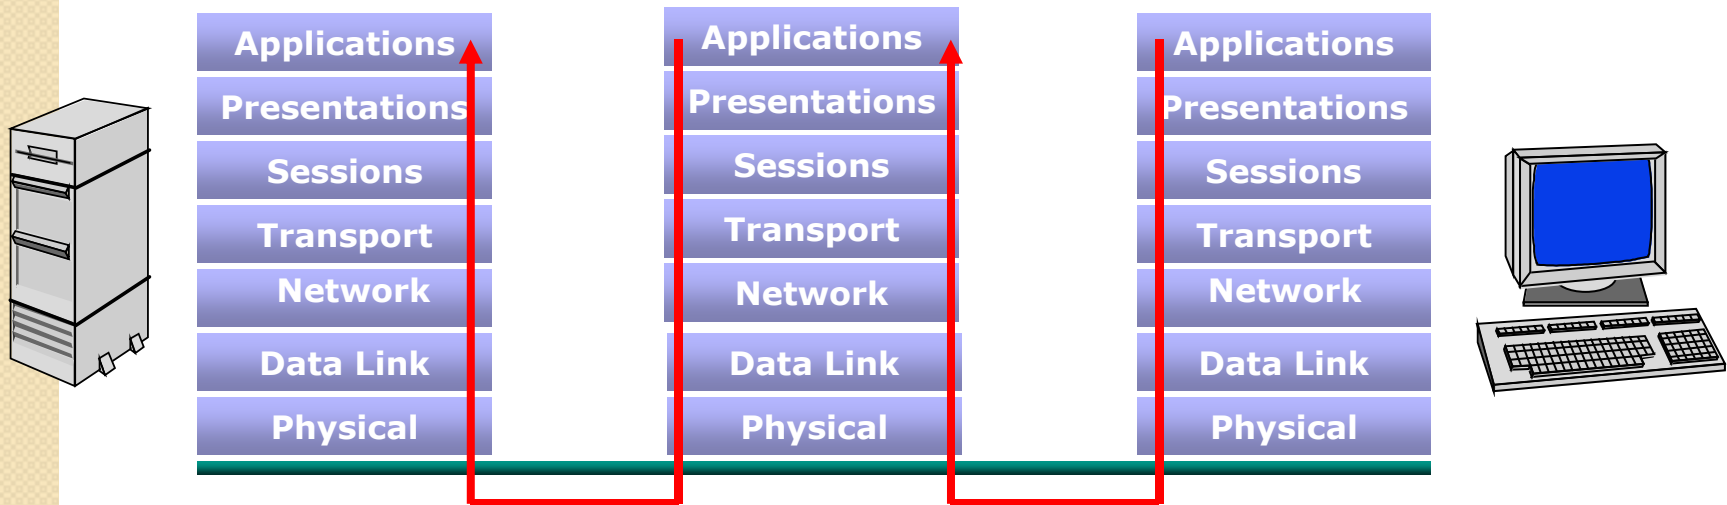 Applications
Presentations
Sessions
Transport
Network
Data Link
Physical
Applications
Presentations
Sessions
Transport
Network
Data Link
Physical
Applications
Presentations
Sessions
Transport
Network
Data Link
Physical